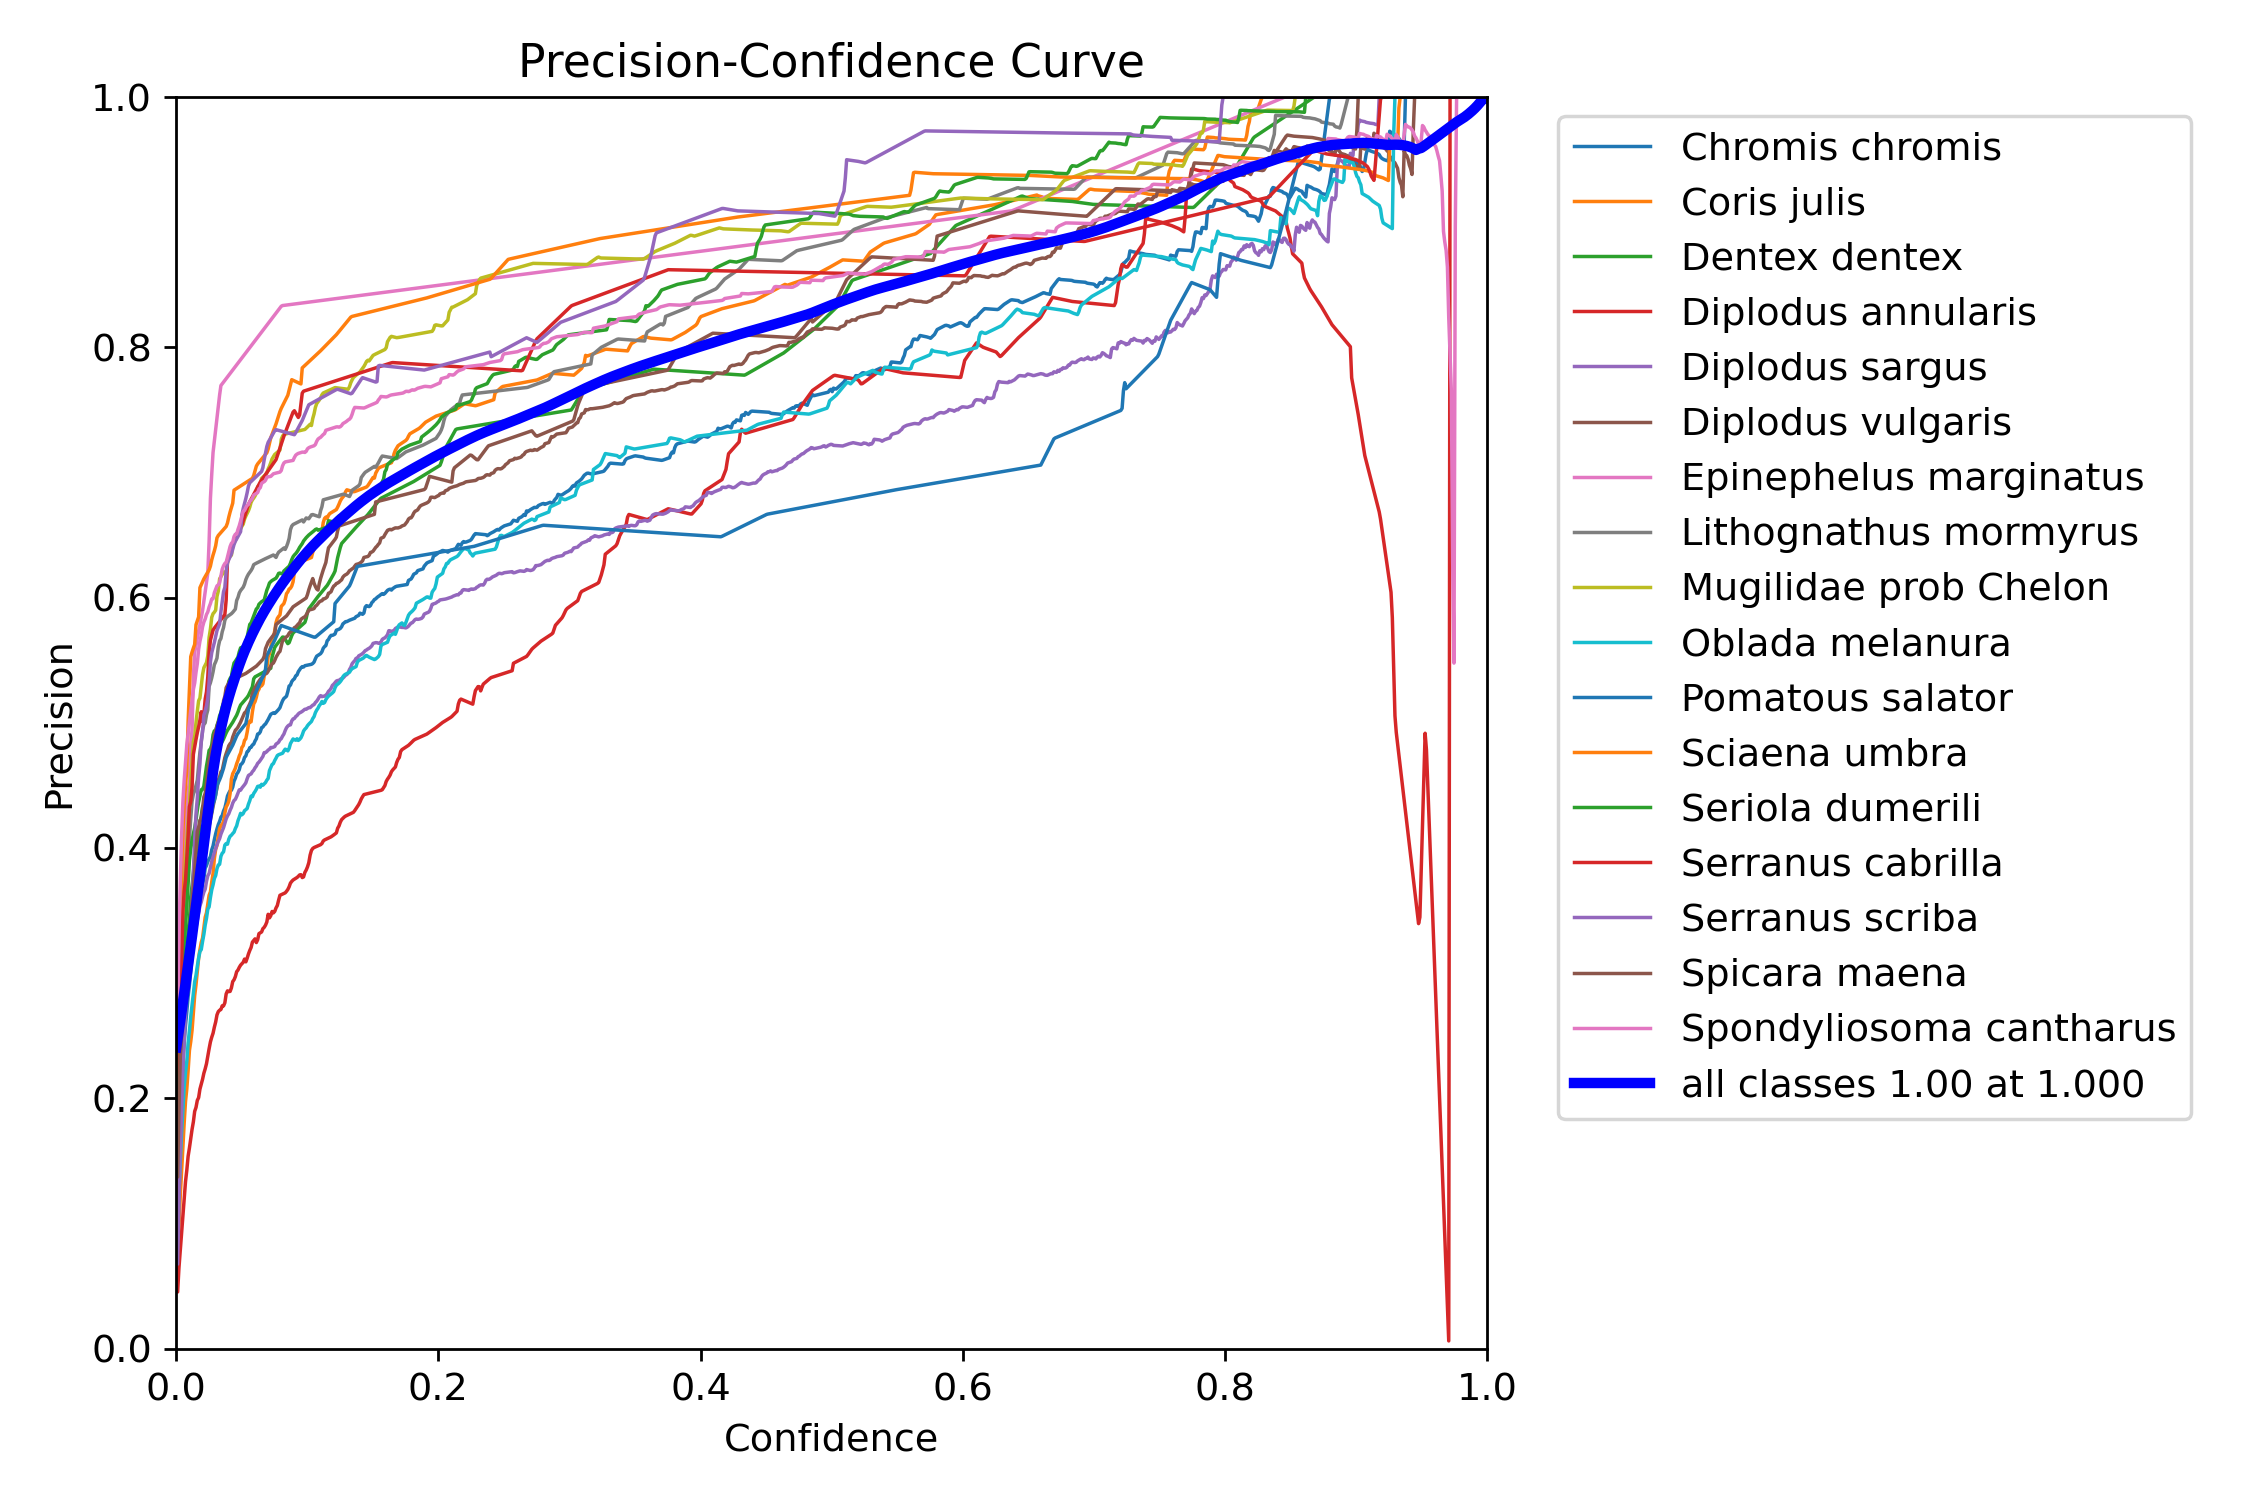 Precision-Confidence Curve
1.0
0.8
0.6
0.4
0.2
0.0
Precision
0.0 0.2 0.4 0.6 0.8 1.0
Confidence
Chromis chromis
Coris julis
Dentex dentex
Diplodus annularis
Diplodus sargus
Diplodus vulgaris
Epinephelus marginatus
Lithognathus mormyrus
Mugilidae prob Chelon
Oblada melanura
Pomatous salator
Sciaena umbra
Seriola dumerili
Serranus cabrilla
Serranus scriba
Spicara maena
Spondyliosoma cantharus
all classes 1.00 at 1.000